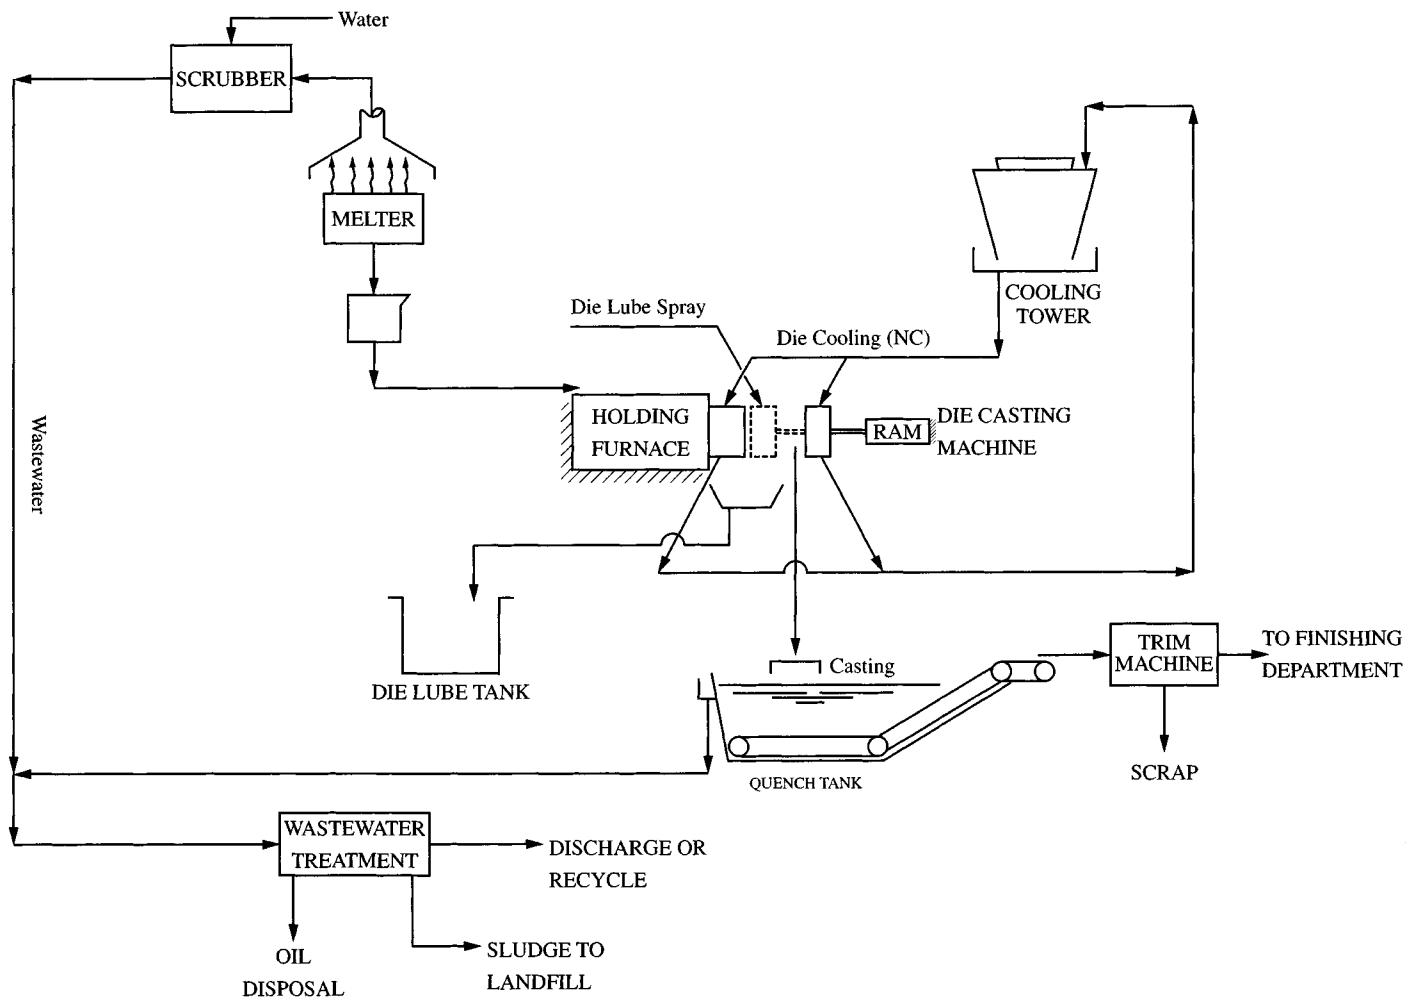 Water
SCRUBBER
MELTER
COOLING
TOWER
Die Lube Spray
Die Cooling (NC)
HOLDING
FURNACE
RAM
DIE CASTING
MACHINE
Wastewater
DIE LUBE TANK
Casting
QUENCH TANK
TRIM
MACHINE
TO FINISHING
DEPARTMENT
SCRAP
WASTEWATER
TREATMENT
DISCHARGE OR
RECYCLE
OIL
DISPOSAL
SLUDGE TO
LANDFILL